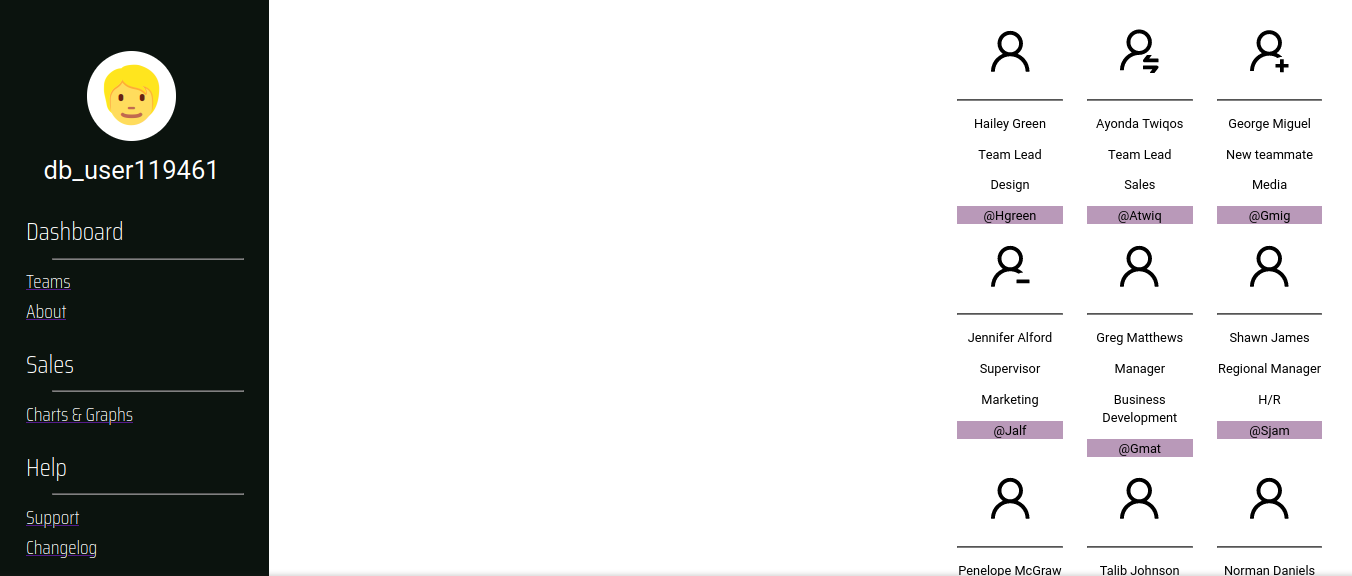 db_user119461
Dashboard
Teams
About
Sales
Charts & Graphs
Help
Support
Changelog
Hailey Green
Team Lead
Design
@Hgreen
Ayonda Twiqos
Team Lead
Sales
@Atwiq
George Miguel
New teammate
Media
@Gmig
Jennifer Alford
Supervisor
Marketing
@Jalf
Greg Matthews
Manager
Business
Development
@Gmat
Shawn James
Regional Manager
H/R
@Sjam
Penelope McGraw
Talib Johnson
Norman Daniels